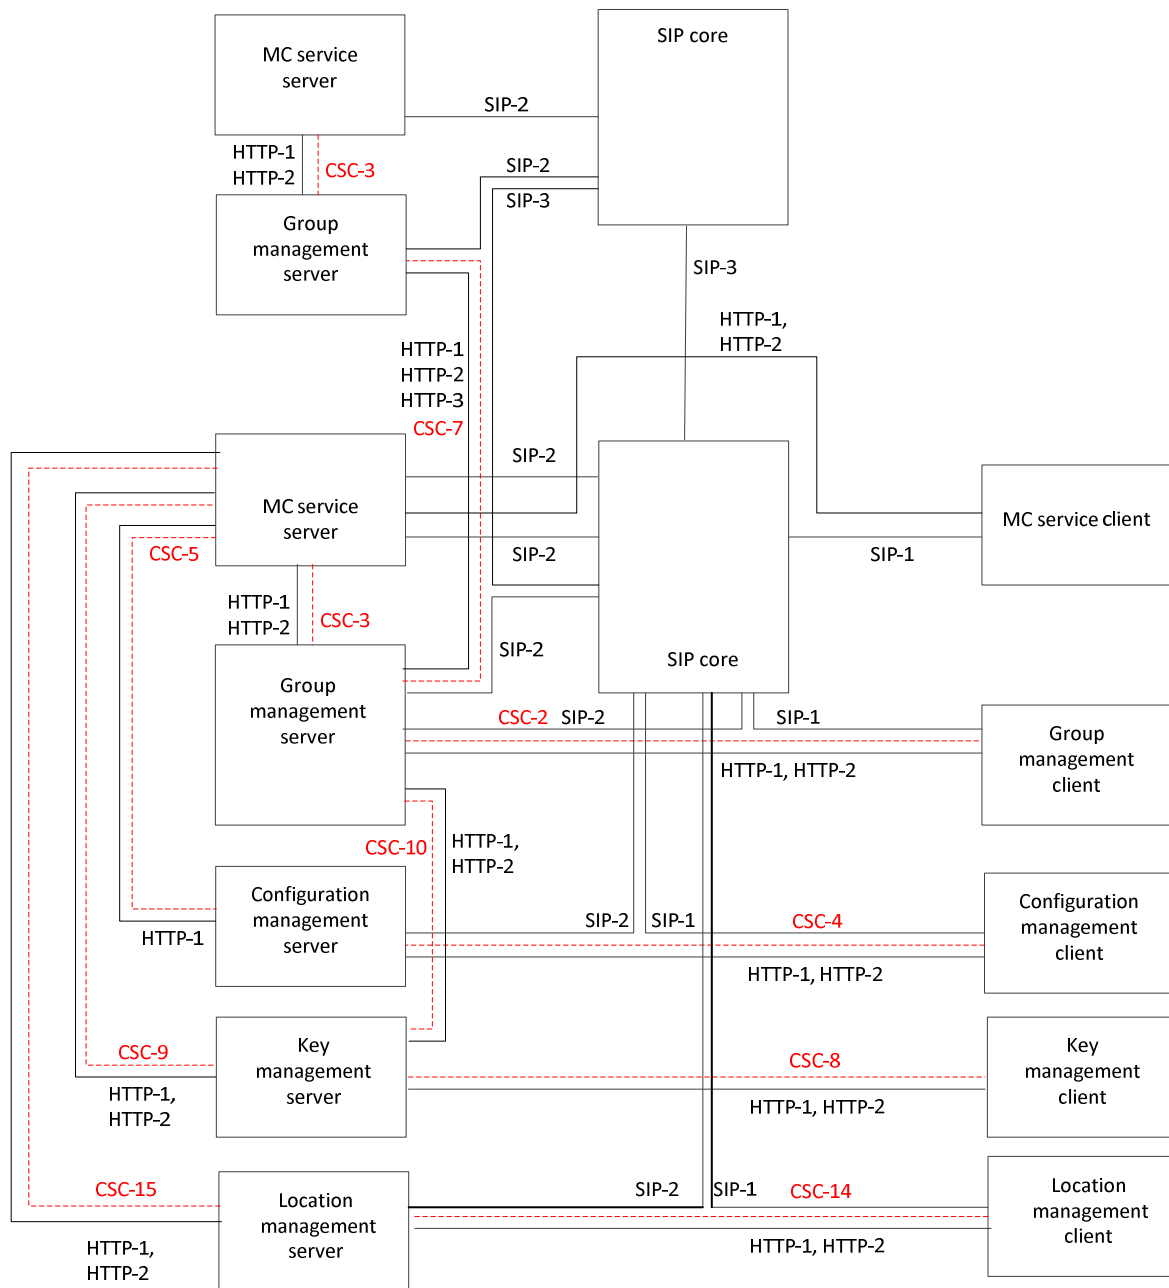 MC service
server
SIP core
SIP-2
HTTP-1
HTTP-2
CSC-3
SIP-2
SIP-3
Group
management
server
SIP-3
HTTP-1,
HTTP-2
HTTP-1
HTTP-2
HTTP-3
CSC-7
SIP-2
MC service
server
MC service client
CSC-5
SIP-2
SIP-1
HTTP-1
HTTP-2
CSC-3
SIP-2
SIP core
Group
management
server
CSC-2
SIP-2
SIP-1
Group
management
client
HTTP-1, HTTP-2
HTTP-1,
HTTP-2
CSC-10
Configuration
management
server
HTTP-1
SIP-2
SIP-1
CSC-4
Configuration
management
client
HTTP-1, HTTP-2
CSC-9
Key
management
server
HTTP-1,
HTTP-2
CSC-8
Key
management
client
HTTP-1, HTTP-2
CSC-15
Location
management
server
HTTP-1,
HTTP-2
SIP-2
SIP-1
CSC-14
Location
management
client
HTTP-1, HTTP-2